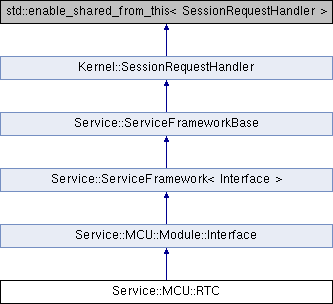 std::enable_shared_from_this< SessionRequestHandler >
Kernel::SessionRequestHandler
Service::ServiceFrameworkBase
Service::ServiceFramework< Interface >
Service::MCU::Module::Interface
Service::MCU::RTC